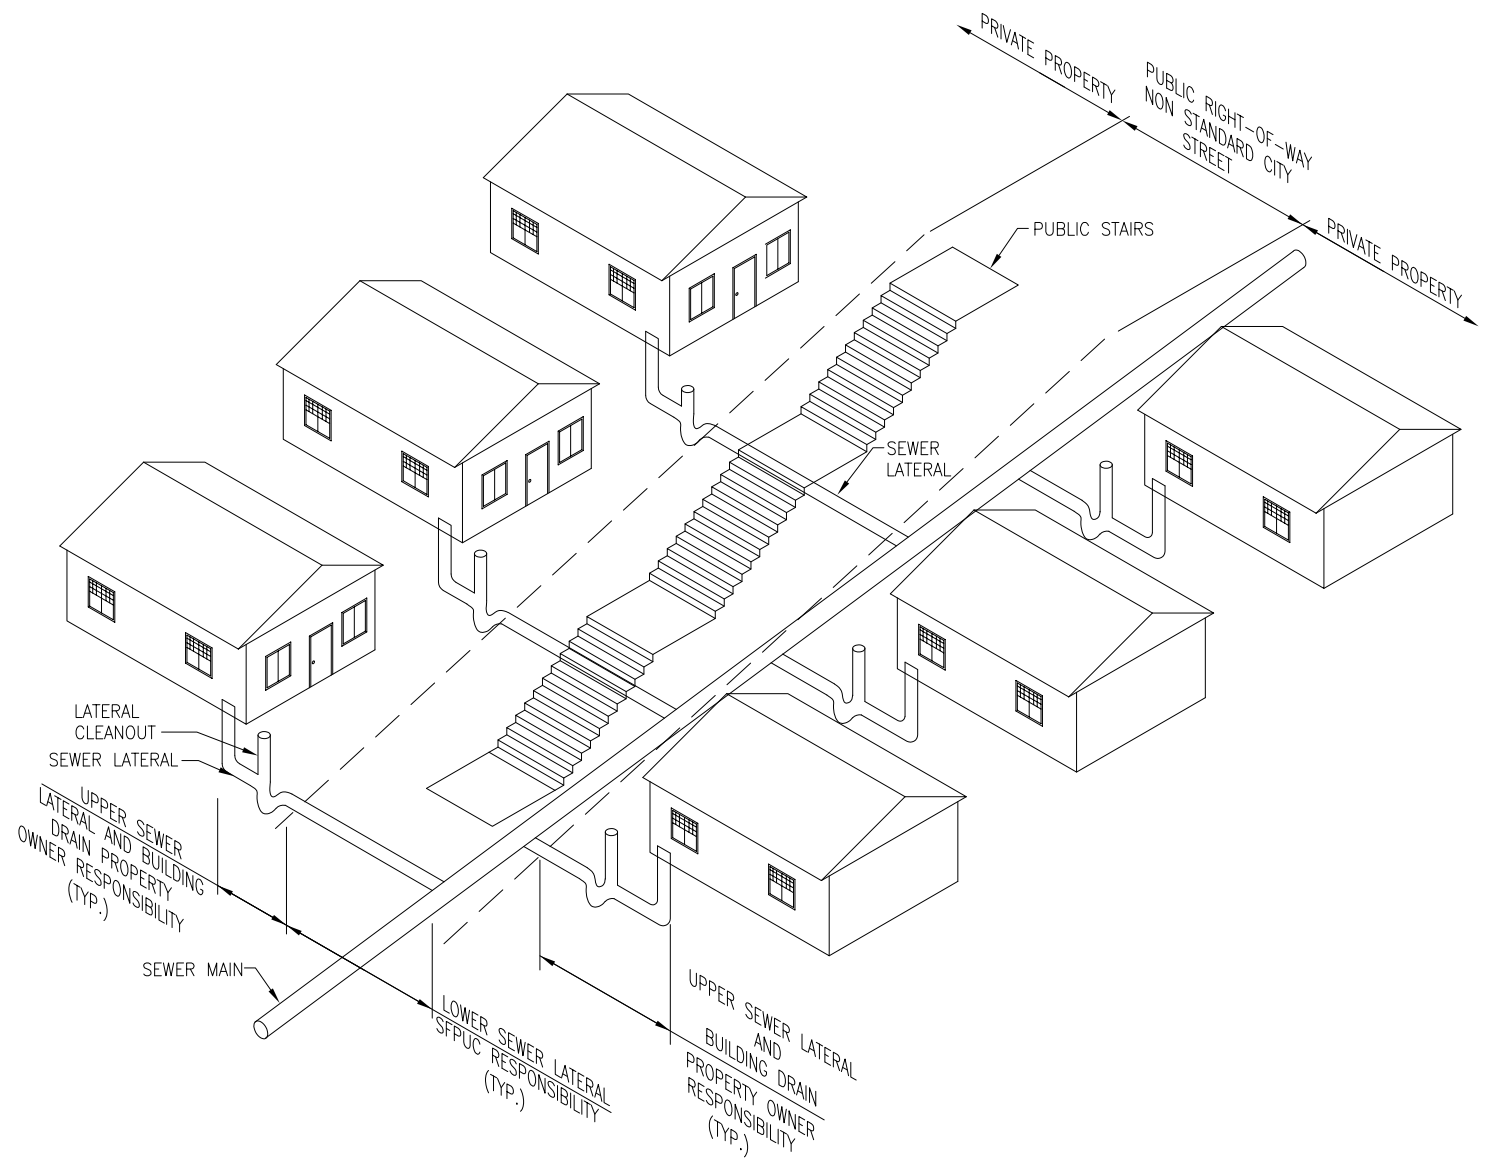 PRIVATE PROPERTY
PUBLIC RIGHT-OF-WAY
NON STANDARD CITY
STREET
PRIVATE PROPERTY
PUBLIC STAIRS
SEWER
LATERAL
LATERAL
CLEANOUT
SEWER LATERAL
UPPER SEWER
LATERAL AND BUILDING
DRAIN PROPERTY
OWNER RESPONSIBILITY
(TYP.)
SEWER MAIN
LOWER SEWER LATERAL
SFPUC RESPONSIBILITY
(TYP.)
UPPER SEWER LATERAL
AND
BUILDING DRAIN
PROPERTY OWNER
RESPONSIBILITY
(TYP.)